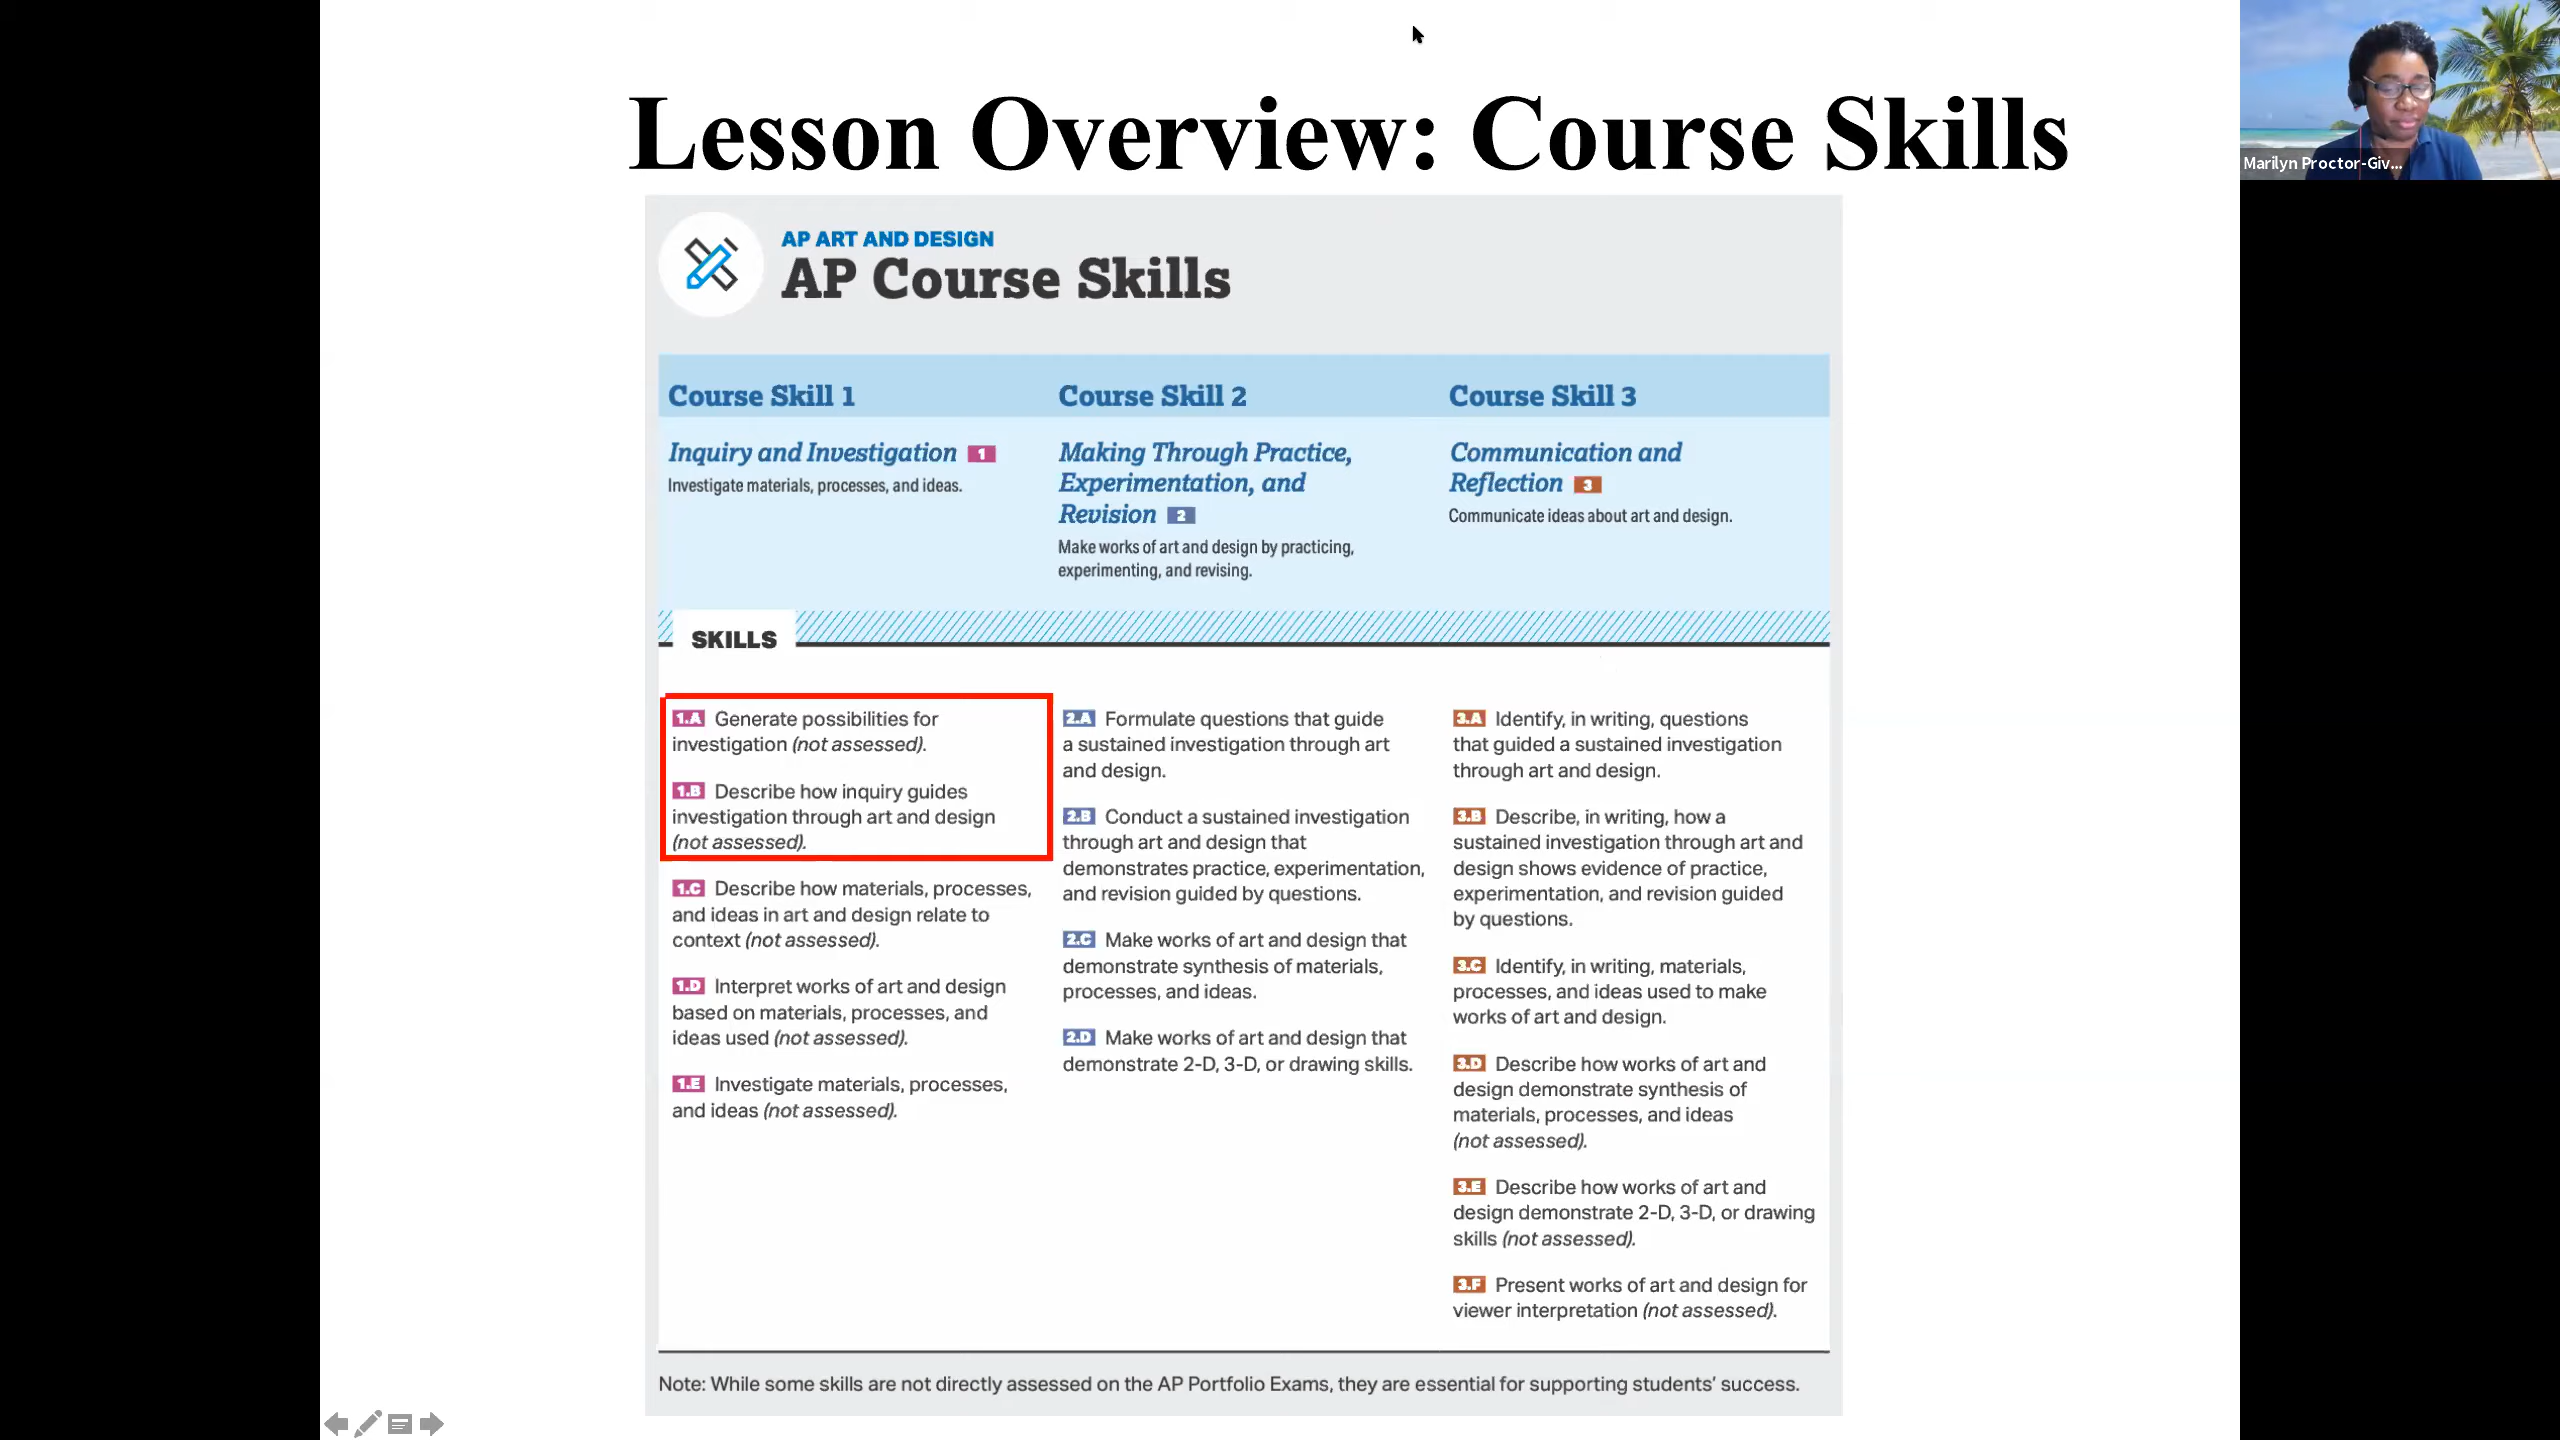 Lesson Overview: Course Skills
Marilyn Proctor-Giv...
AP ART AND DESIGN
AP Course Skills
Course Skill 1
Inquiry and Investigation 1
Investigate materials, processes, and ideas.
Course Skill 2
Making Through Practice,
Experimentation, and
Revision 2
Make works of art and design by practicing,
experimenting, and revising.
Course Skill 3
Communication and
Reflection 3
Communicate ideas about art and design.
SKILLS
1.A Generate possibilities for
investigation (not assessed).
1.B Describe how inquiry guides
investigation through art and design
(not assessed).
1.C Describe how materials, processes,
and ideas in art and design relate to
context (not assessed).
1.D Interpret works of art and design
based on materials, processes, and
ideas used (not assessed).
1.E Investigate materials, processes,
and ideas (not assessed).
2.A Formulate questions that guide
a sustained investigation through art
and design.
2.B Conduct a sustained investigation
through art and design that
demonstrates practice, experimentation,
and revision guided by questions.
2.C Make works of art and design that
demonstrate synthesis of materials,
processes, and ideas.
2.D Make works of art and design that
demonstrate 2-D, 3-D, or drawing skills.
3.A Identify, in writing, questions
that guided a sustained investigation
through art and design.
3.B Describe, in writing, how a
sustained investigation through art and
design shows evidence of practice,
experimentation, and revision guided
by questions.
3.C Identify, in writing, materials,
processes, and ideas used to make
works of art and design.
3.D Describe how works of art and
design demonstrate synthesis of
materials, processes, and ideas
(not assessed).
3.E Describe how works of art and
design demonstrate 2-D, 3-D, or drawing
skills (not assessed).
3.F Present works of art and design for
viewer interpretation (not assessed).
Note: While some skills are not directly assessed on the AP Portfolio Exams, they are essential for supporting students' success.